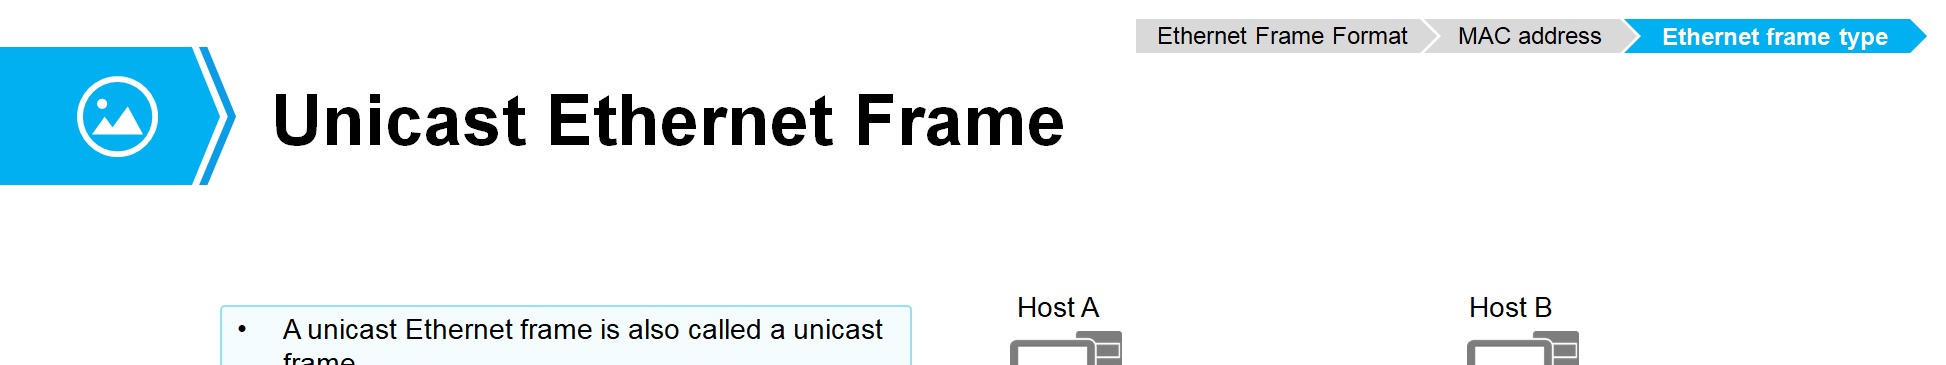 Ethernet Frame Format
MAC address
Ethernet frame type
Unicast Ethernet Frame
• A unicast Ethernet frame is also called a unicast
frame
Host A
Host B